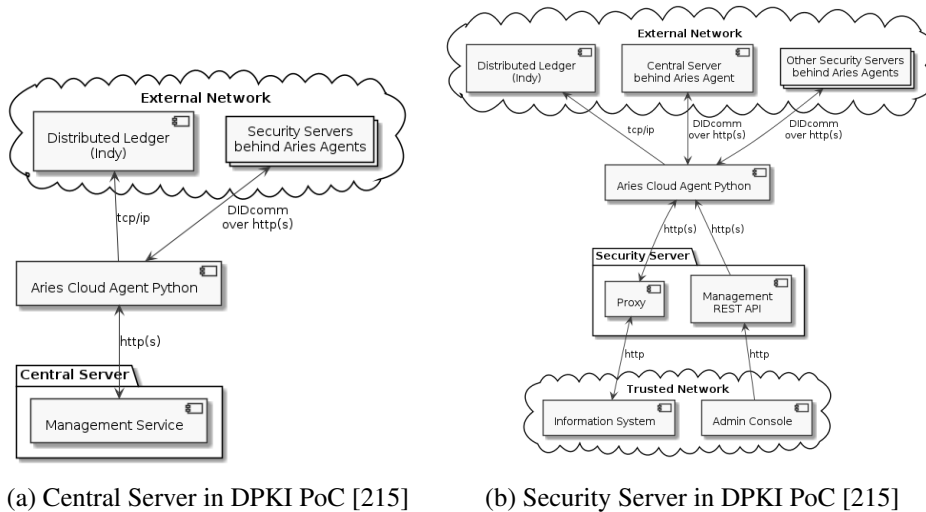 External Network
Distributed Ledger
(Indy)
Security Servers
behind Aries Agents
tcp/ip
DIDcomm
over http(s)
Aries Cloud Agent Python
http(s)
Central Server
Management Service
(a) Central Server in DPKI PoC [215]
External Network
Distributed Ledger
(Indy)
Central Server
behind Aries Agent
Other Security Servers
behind Aries Agents
tcp/ip
DIDcomm
over http(s)
DIDcomm
over http(s)
Aries Cloud Agent Python
http(s)
http(s)
Security Server
Proxy
Management
REST API
http
http
Trusted Network
Information System
Admin Console
(b) Security Server in DPKI PoC [215]